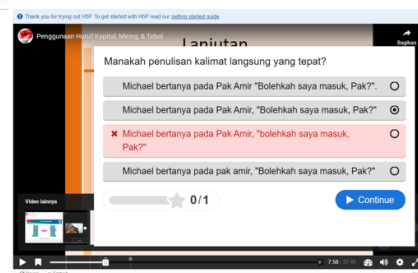 Thank you for trying out H5P. To get started with H5P read our getting started guide
Penggunaan Huruf Kapital, Miring, & Tebal
Lanjutan
Bagikan
Manakah penulisan kalimat langsung yang tepat?
Michael bertanya pada Pak Amir "Bolehkah saya masuk, Pak?".
Michael bertanya pada Pak Amir, "Bolehkah saya masuk, Pak?"
Michael bertanya pada Pak Amir, "bolehkah saya masuk,
Pak?"
Michael bertanya pada pak amir, "Bolehkah saya masuk, Pak?"
0/1
Continue
Video lainnya
7:58